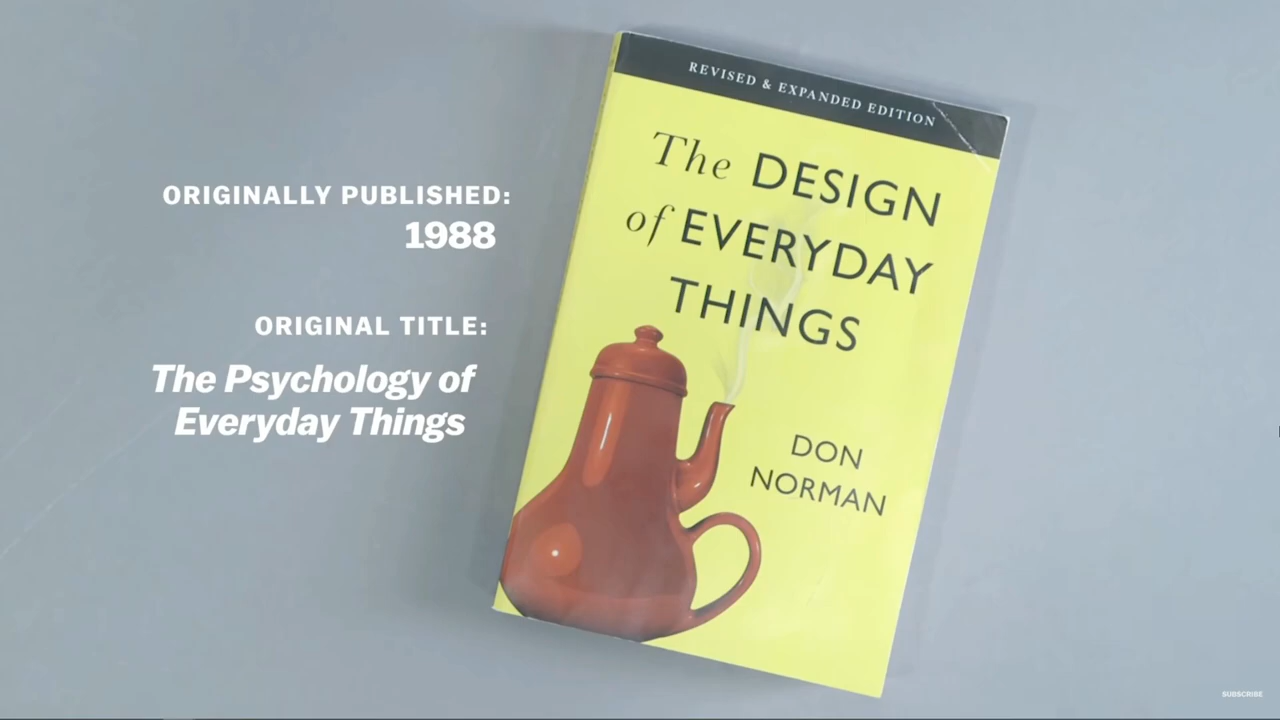 ORIGINALLY PUBLISHED:
1988
ORIGINAL TITLE:
The Psychology of
Everyday Things
REVISED & EXPANDED EDITION
The DESIGN
of EVERYDAY
THINGS
DON
NORMAN
SUBSCRIBE